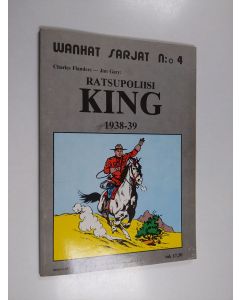 WANHAT SARJAT N:o 4
Charles Flanders — Jim Gary:
RATSUPOLIISI
KING
1938-39